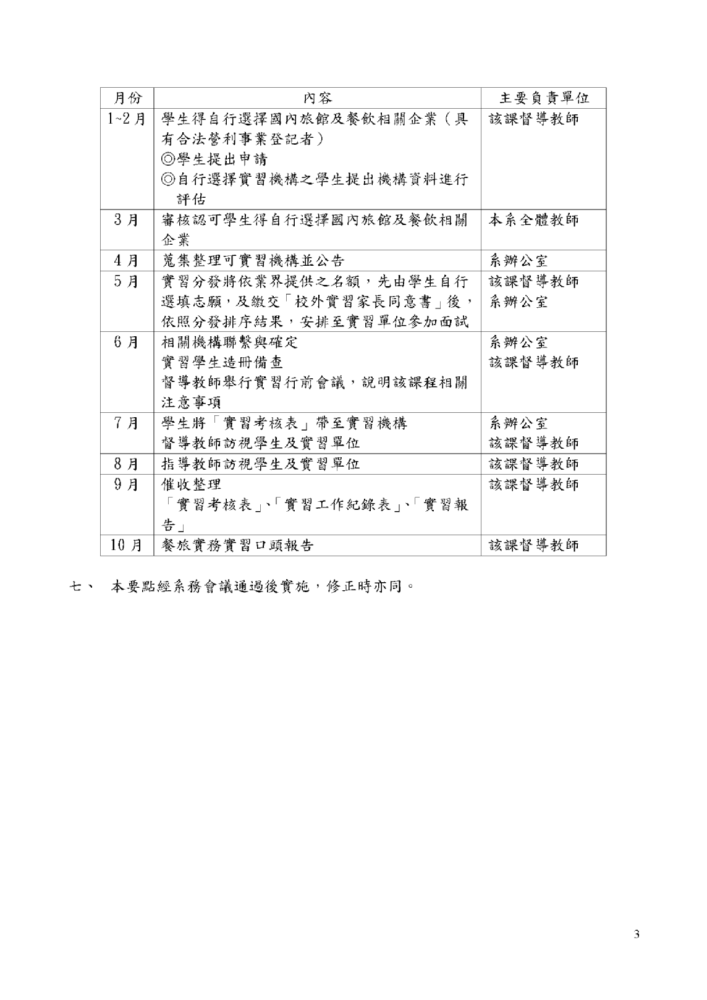 月份 內容 主要負責單位
1~2月 學生得自行選擇國內旅館及餐飲相關企業（具 該課督導教師
有合法營利事業登記者）
◎學生提出申請
◎自行選擇實習機構之學生提出機構資料進行
評估
3月 審核認可學生得自行選擇國內旅館及餐飲相關 本系全體教師
企業
4月 蒐集整理可實習機構並公告 系辦公室
5月 實習分發將依業界提供之名額，先由學生自行 該課督導教師
選填志願，及繳交「校外實習家長同意書」後， 系辦公室
依照分發排序結果，安排至實習單位參加面試
6月 相關機構聯繫與確定 系辦公室
實習學生造冊備查 該課督導教師
督導教師舉行實習行前會議，說明該課程相關
注意事項
7月 學生將「實習考核表」帶至實習機構 系辦公室
督導教師訪視學生及實習單位 該課督導教師
8月 指導教師訪視學生及實習單位 該課督導教師
9月 催收整理 該課督導教師
「實習考核表」、「實習工作紀錄表」、「實習報
告」
10月 餐旅實務實習口頭報告 該課督導教師
七、 本要點經系務會議通過後實施，修正時亦同。
3